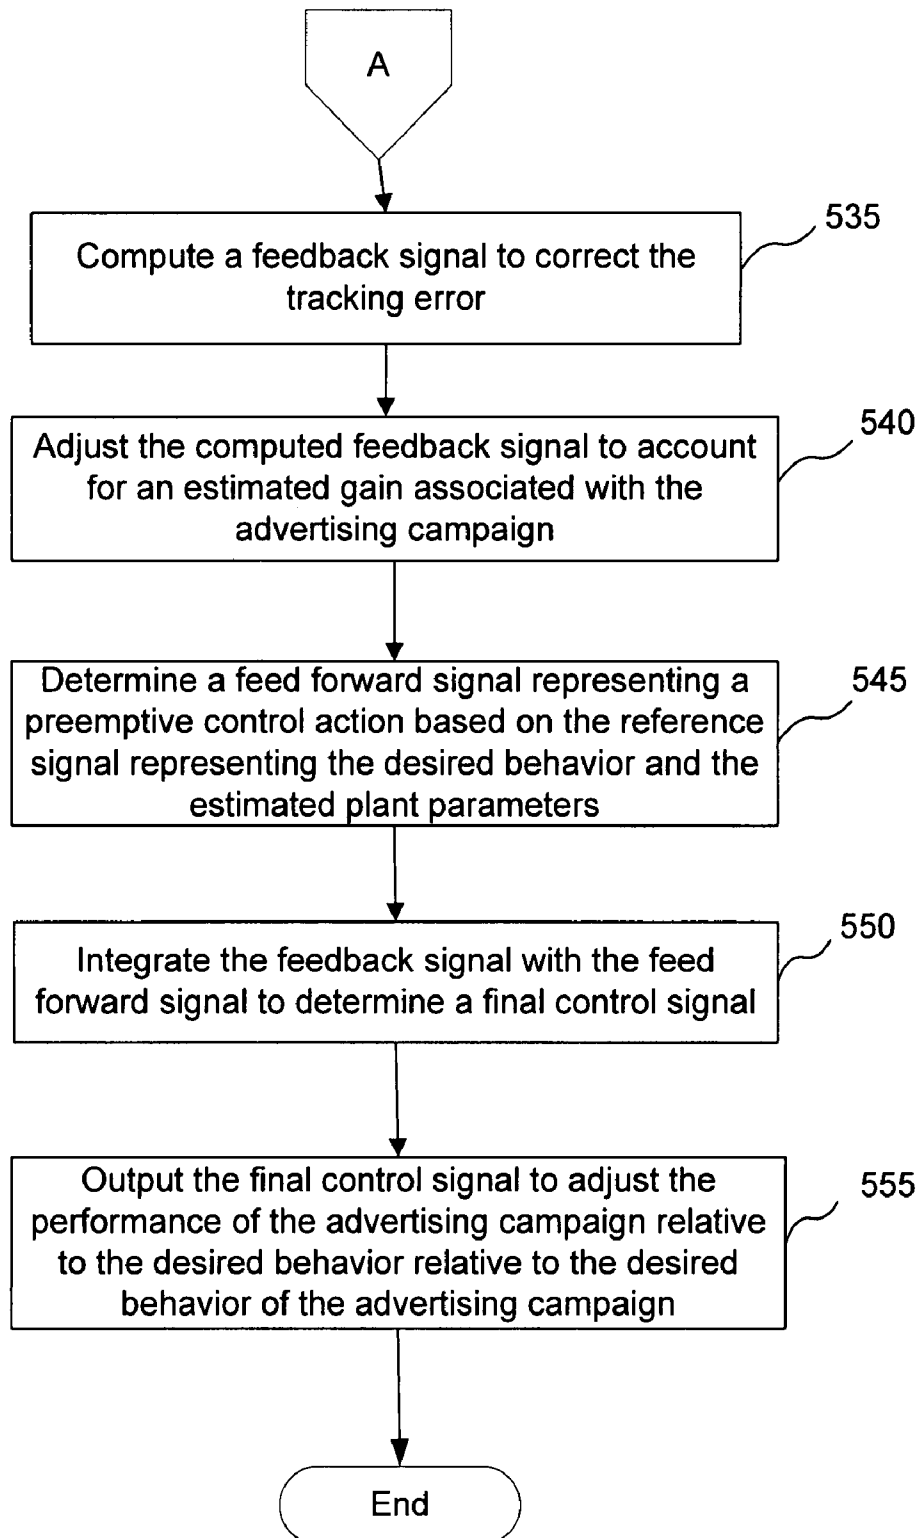 A
535
Compute a feedback signal to correct the
tracking error
540
Adjust the computed feedback signal to account
for an estimated gain associated with the
advertising campaign
545
Determine a feed forward signal representing a
preemptive control action based on the reference
signal representing the desired behavior and the
estimated plant parameters
550
Integrate the feedback signal with the feed
forward signal to determine a final control signal
555
Output the final control signal to adjust the
performance of the advertising campaign relative
to the desired behavior relative to the desired
behavior of the advertising campaign
End